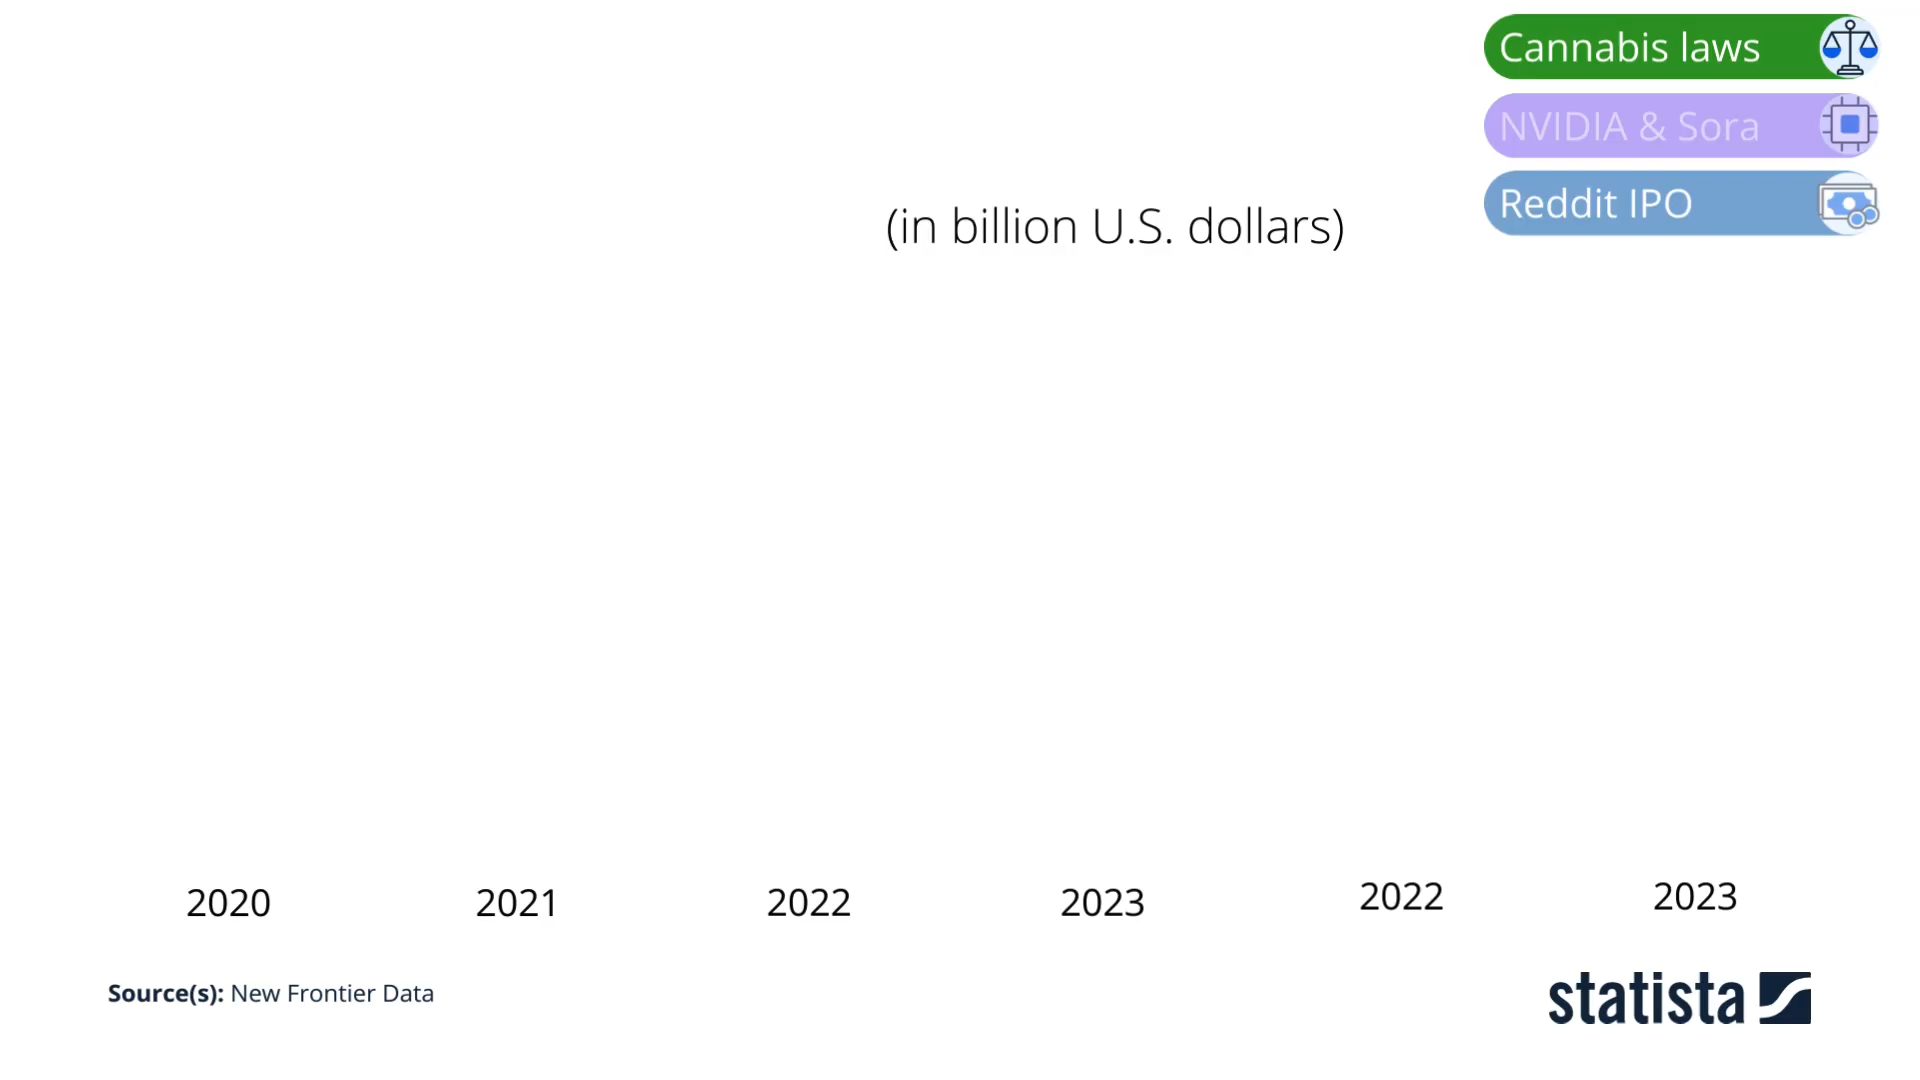 Cannabis laws
NVIDIA & Sora
Reddit IPO
(in billion U.S. dollars)
2020 2021 2022 2023 2022 2023
Source(s): New Frontier Data
statista